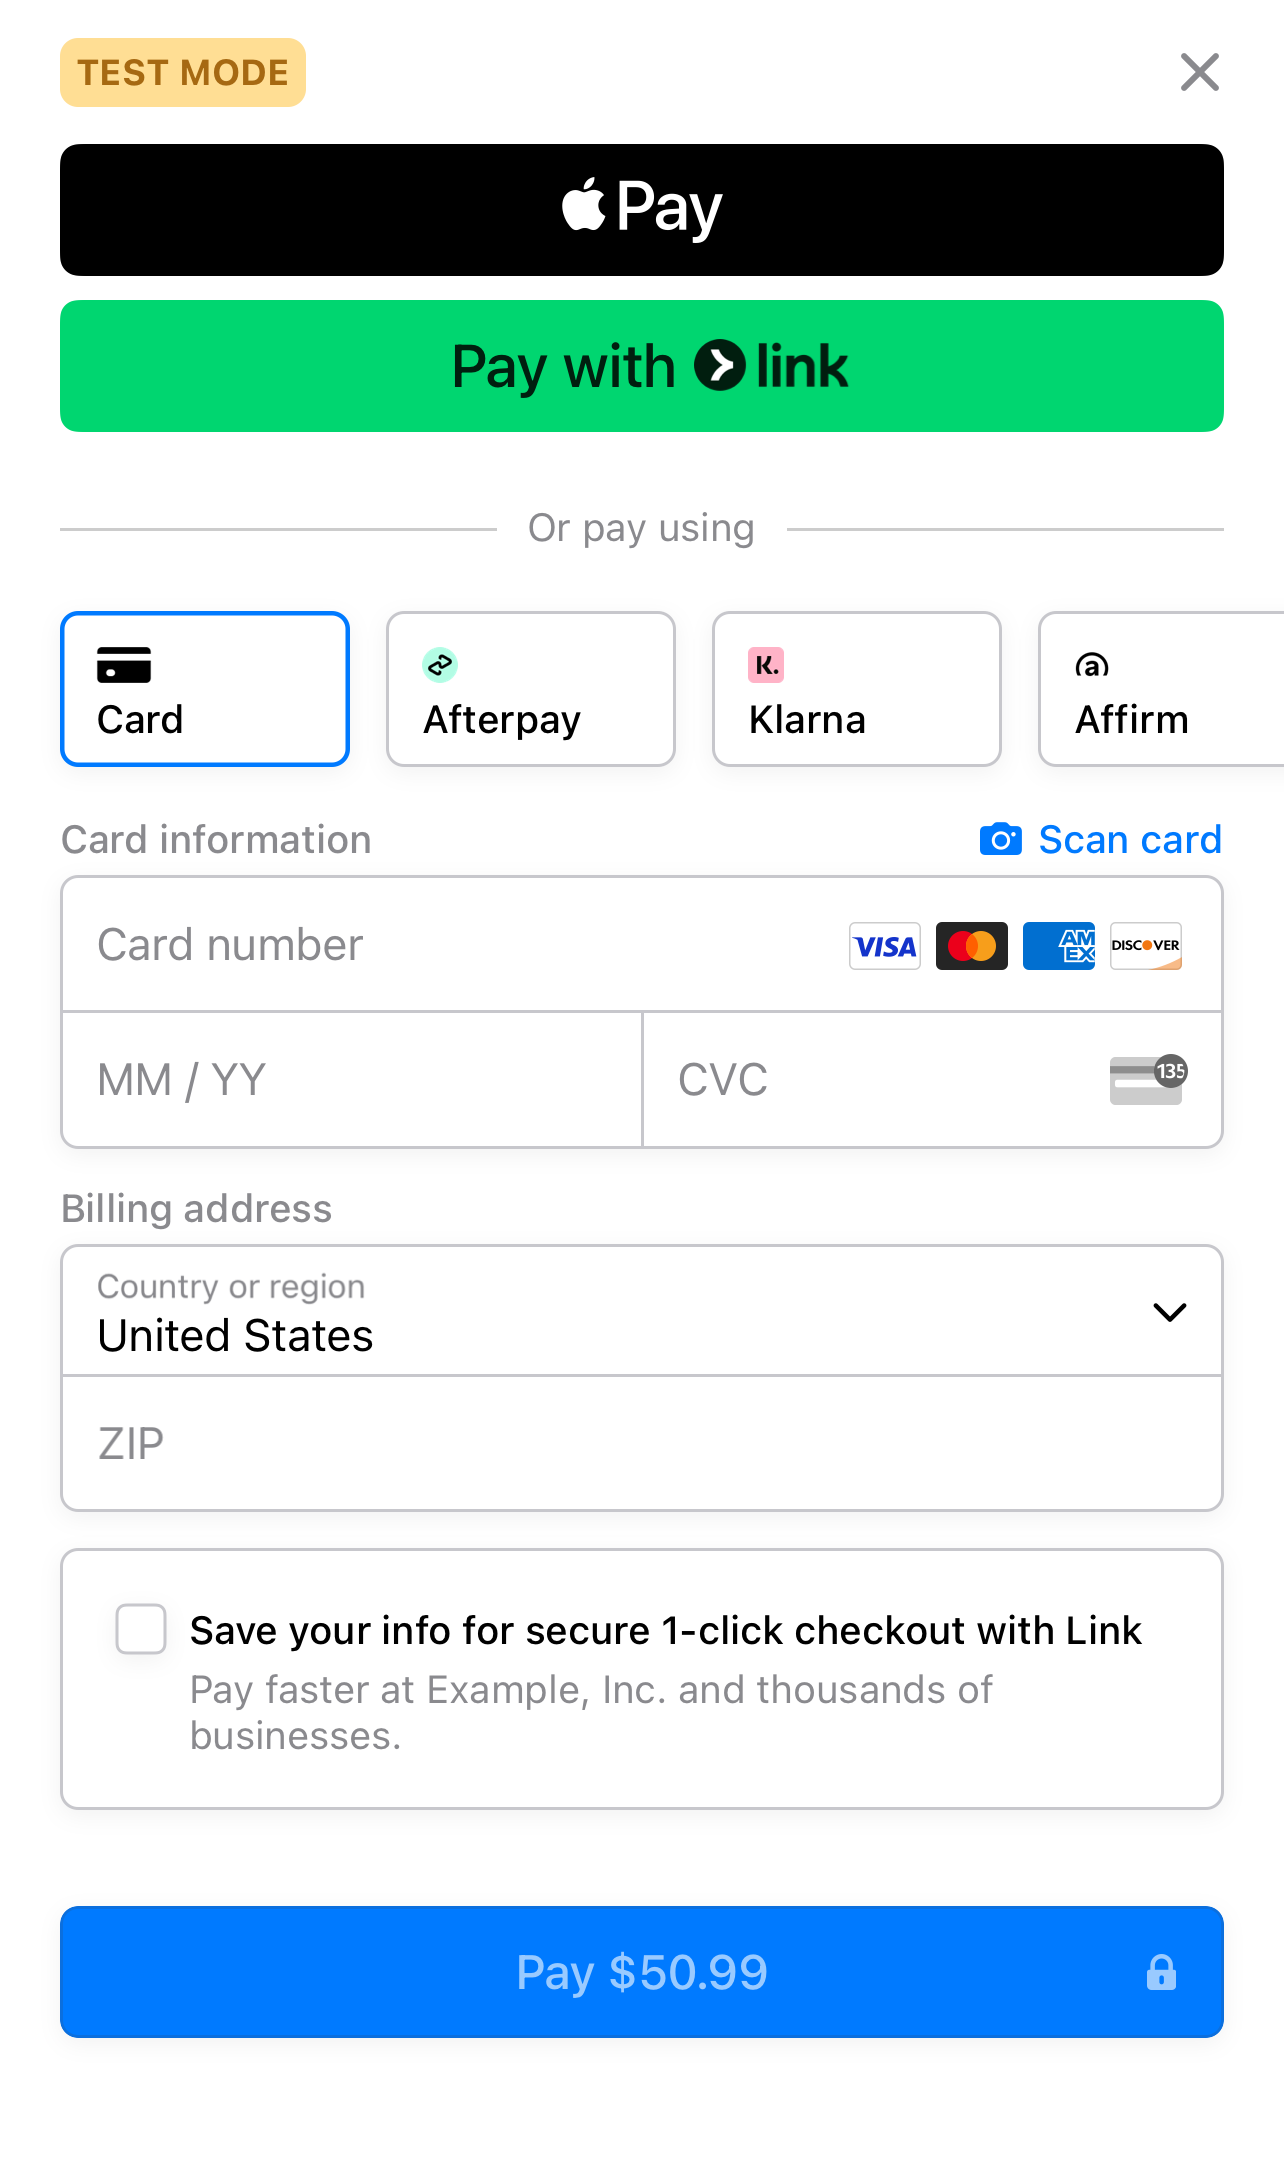 TEST MODE
Pay
Pay with link
Or pay using
K.
a
Card
Afterpay
Klarna
Affirm
Card information
Scan card
Card number
VISA
AM
EX
DISCOVER
MM / YY
CVC
135
Billing address
Country or region
United States
ZIP
Save your info for secure 1-click checkout with Link
Pay faster at Example, Inc. and thousands of
businesses.
Pay $50.99